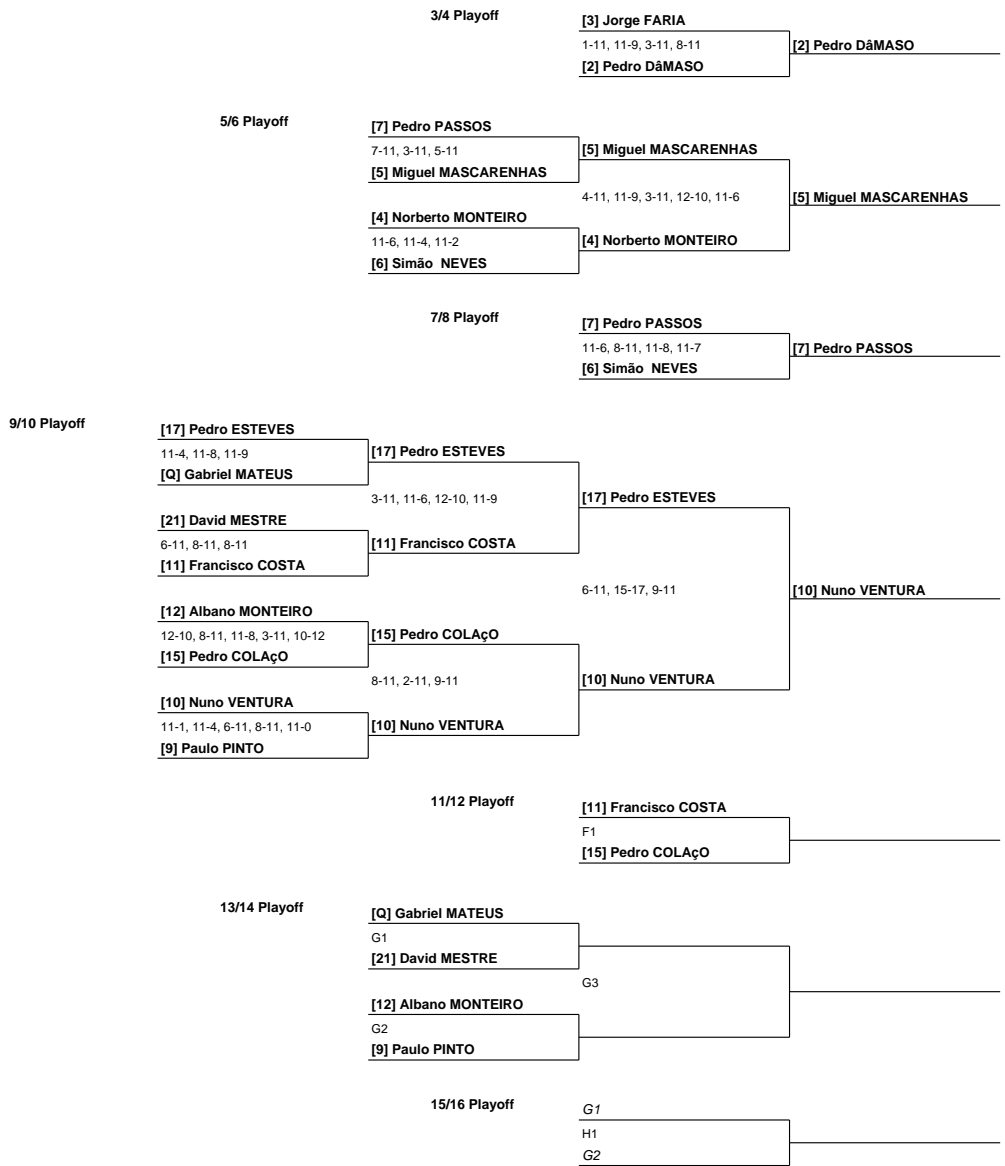 3/4 Playoff
[3] Jorge FARIA
1-11, 11-9, 3-11, 8-11
[2] Pedro DâMASO
[2] Pedro DâMASO
5/6 Playoff
[7] Pedro PASSOS
7-11, 3-11, 5-11
[5] Miguel MASCARENHAS
[5] Miguel MASCARENHAS
4-11, 11-9, 3-11, 12-10, 11-6
[5] Miguel MASCARENHAS
[4] Norberto MONTEIRO
11-6, 11-4, 11-2
[4] Norberto MONTEIRO
[6] Simão  NEVES
7/8 Playoff
[7] Pedro PASSOS
11-6, 8-11, 11-8, 11-7
[7] Pedro PASSOS
[6] Simão  NEVES
9/10 Playoff
[17] Pedro ESTEVES
11-4, 11-8, 11-9
[17] Pedro ESTEVES
[Q] Gabriel MATEUS
3-11, 11-6, 12-10, 11-9
[17] Pedro ESTEVES
[21] David MESTRE
6-11, 8-11, 8-11
[11] Francisco COSTA
[11] Francisco COSTA
6-11, 15-17, 9-11
[10] Nuno VENTURA
[12] Albano MONTEIRO
12-10, 8-11, 11-8, 3-11, 10-12
[15] Pedro COLAçO
[15] Pedro COLAçO
8-11, 2-11, 9-11
[10] Nuno VENTURA
[10] Nuno VENTURA
11-1, 11-4, 6-11, 8-11, 11-0
[10] Nuno VENTURA
[9] Paulo PINTO
11/12 Playoff
[11] Francisco COSTA
F1
[15] Pedro COLAçO
13/14 Playoff
[Q] Gabriel MATEUS
G1
[21] David MESTRE
G3
[12] Albano MONTEIRO
G2
[9] Paulo PINTO
15/16 Playoff
G1
H1
G2